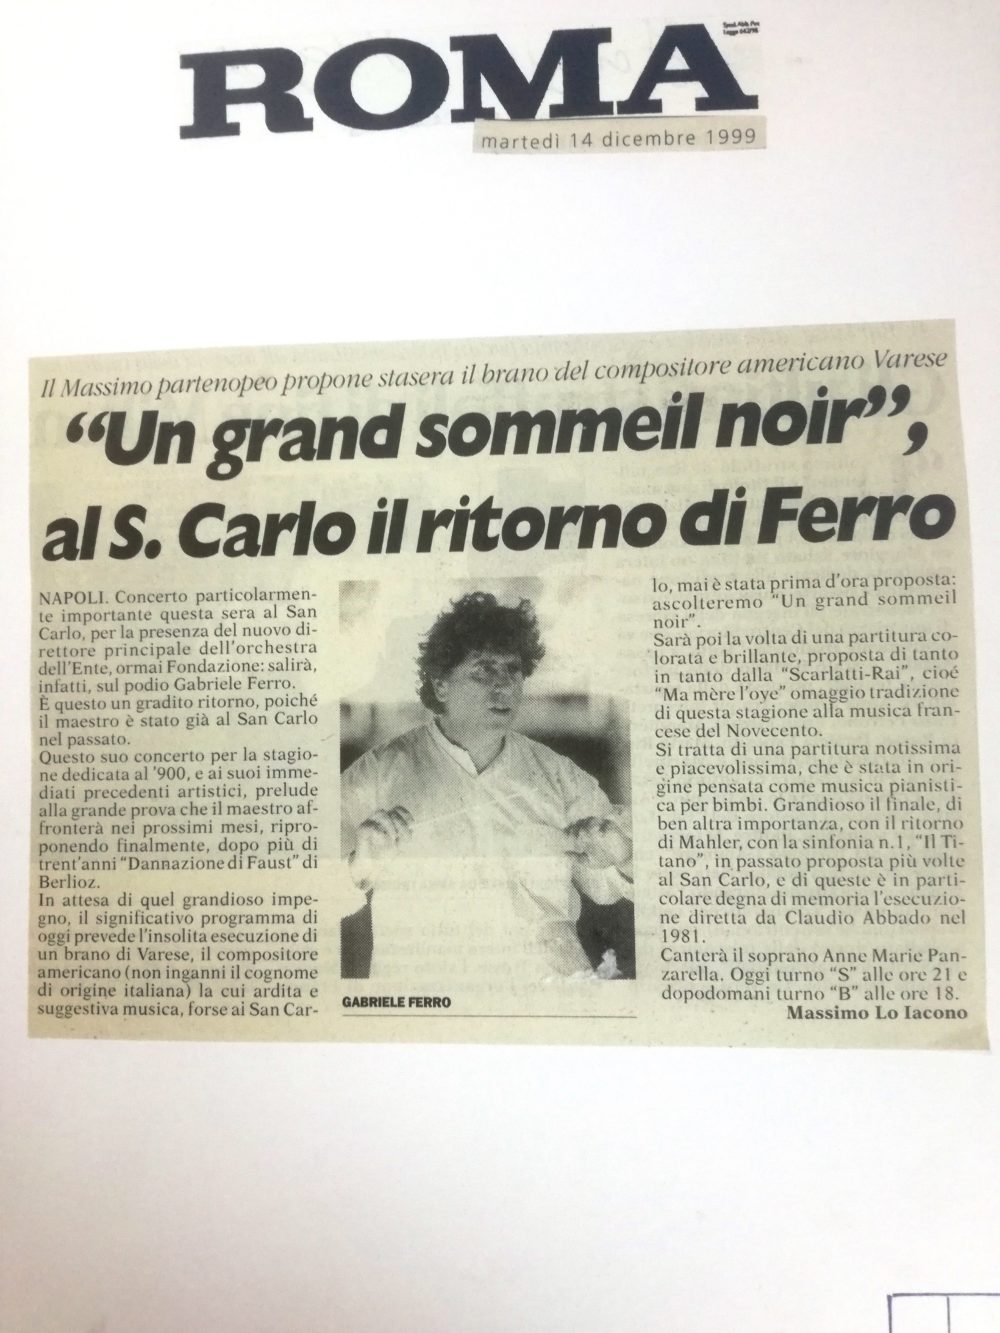 ROMA
Sped. Abb. Pos
Legge 662/96
martedì 14 dicembre 1999
Il Massimo partenopeo propone stasera il brano del compositore americano Varese
“Un grand sommeil noir”,
al S. Carlo il ritorno di Ferro
NAPOLI. Concerto particolarmen-
te importante questa sera al San
Carlo, per la presenza del nuovo di-
rettore principale dell'orchestra
dell'Ente, ormai Fondazione: salirà,
infatti, sul podio Gabriele Ferro.
È questo un gradito ritorno, poiché
il maestro è stato già al San Carlo
nel passato.
Questo suo concerto per la stagio-
ne dedicata al '900, e ai suoi imme-
diati precedenti artistici, prelude
alla grande prova che il maestro af-
fronterà nei prossimi mesi, ripro-
ponendo finalmente, dopo più di
trent'anni “Dannazione di Faust” di
Berlioz.
In attesa di quel grandioso impe-
gno, il significativo programma di
oggi prevede l'insolita esecuzione di
un brano di Varese, il compositore
americano (non inganni il cognome
di origine italiana) la cui ardita e
suggestiva musica, forse ai San Car-
GABRIELE FERRO
lo, mai è stata prima d'ora proposta:
ascolteremo “Un grand sommeil
noir”.
Sarà poi la volta di una partitura co-
lorata e brillante, proposta di tanto
in tanto dalla “Scarlatti-Rai”, cioé
“Ma mère l'oye” omaggio tradizione
di questa stagione alla musica fran-
cese del Novecento.
Si tratta di una partitura notissima
e piacevolissima, che è stata in ori-
gine pensata come musica pianisti-
ca per bimbi. Grandioso il finale, di
ben altra importanza, con il ritorno
di Mahler, con la sinfonia n.1, “Il Ti-
tano”, in passato proposta più volte
al San Carlo, e di queste è in parti-
colare degna di memoria l'esecuzio-
ne diretta da Claudio Abbado nel
1981.
Canterà il soprano Anne Marie Pan-
zarella. Oggi turno “S” alle ore 21 e
dopodomani turno “B” alle ore 18.
Massimo Lo Iacono